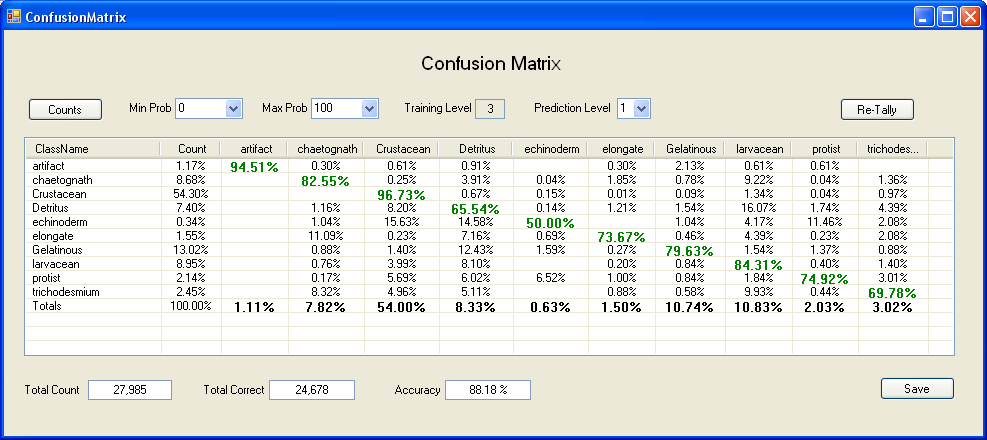 ConfusionMatrix
Confusion Matrix
Counts Min Prob 0 Max Prob 100 Training Level 3 Prediction Level 1 Re-Tally
ClassName Count artifact chaetognath Crustacean Detritus echinoderm elongate Gelatinous larvacean protist trichodes...
artifact 1.17% 94.51% 0.30% 0.61% 0.91% 0.30% 2.13% 0.61% 0.61%
chaetognath 8.68% 82.55% 0.25% 3.91% 0.04% 1.85% 0.78% 9.22% 0.04% 1.36%
Crustacean 54.30% 96.73% 0.67% 0.15% 0.01% 0.09% 1.34% 0.04% 0.97%
Detritus 7.40% 1.16% 8.20% 65.54% 0.14% 1.21% 1.54% 16.07% 1.74% 4.39%
echinoderm 0.34% 1.04% 15.63% 14.58% 50.00% 1.04% 4.17% 11.46% 2.08%
elongate 1.55% 11.09% 0.23% 7.16% 0.69% 73.67% 0.46% 4.39% 0.23% 2.08%
Gelatinous 13.02% 0.88% 1.40% 12.43% 1.59% 0.27% 79.63% 1.54% 1.37% 0.88%
larvacean 8.95% 0.76% 3.99% 8.10% 0.20% 0.84% 84.31% 0.40% 1.40%
protist 2.14% 0.17% 5.69% 6.02% 6.52% 1.00% 0.84% 1.84% 74.92% 3.01%
trichodesmium 2.45% 8.32% 4.96% 5.11% 0.88% 0.58% 9.93% 0.44% 69.78%
Totals 100.00% 1.11% 7.82% 54.00% 8.33% 0.63% 1.50% 10.74% 10.83% 2.03% 3.02%
Total Count 27,985 Total Correct 24,678 Accuracy 88.18 % Save